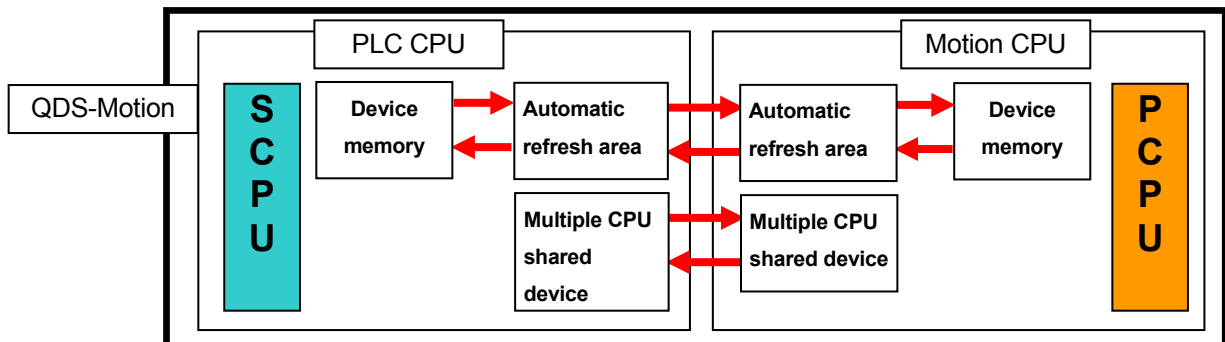 PLC CPU
Motion CPU
QDS-Motion
S
C
P
U
Device
memory
Automatic
refresh area
Automatic
refresh area
Device
memory
P
C
P
U
Multiple CPU
shared
device
Multiple CPU
shared device